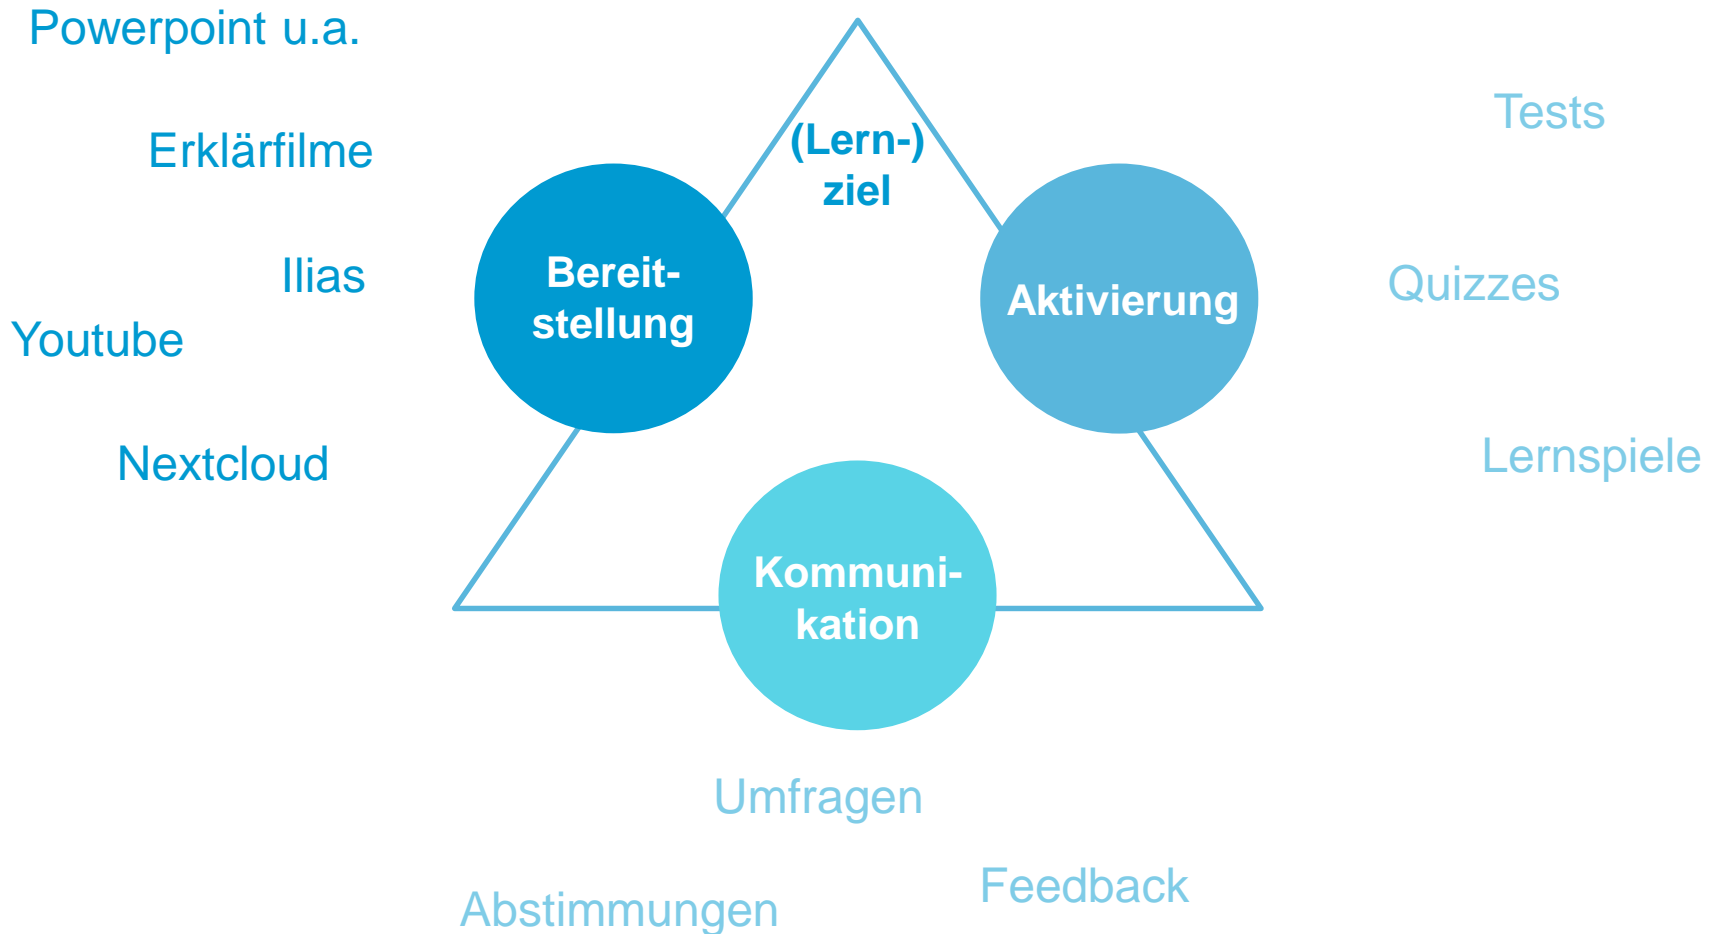 Powerpoint u.a.
Erklärfilme
Ilias
Youtube
Nextcloud
(Lern-)
ziel
Bereit-
stellung
Aktivierung
Kommuni-
kation
Tests
Quizzes
Lernspiele
Umfragen
Feedback
Abstimmungen